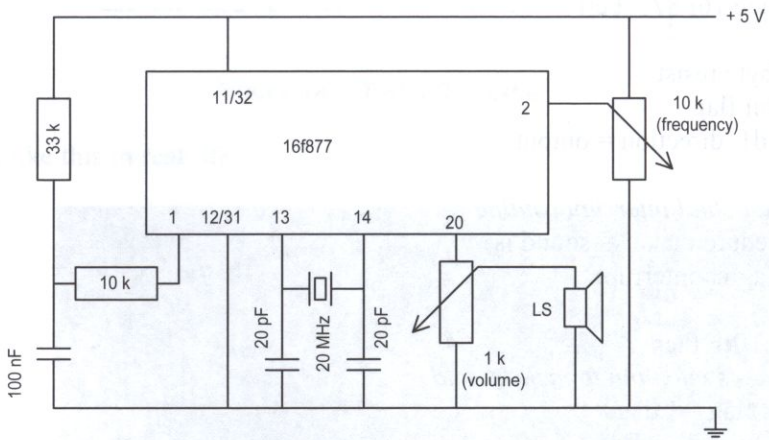 + 5 V
11/32
2
10 k
(frequency)
33 k
16f877
1
12/31
13
14
20
10 k
20 pF
20 MHz
20 pF
LS
1 k
(volume)
100 nF